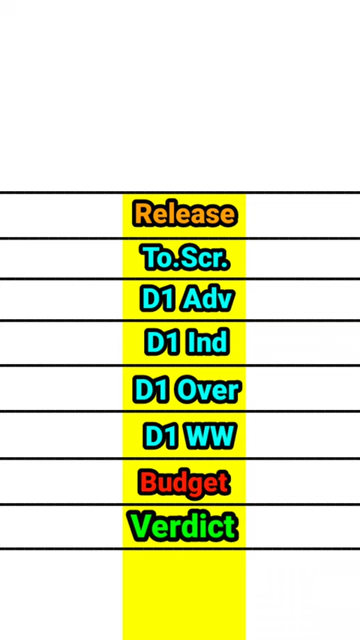 Release
To.Scr.
D1 Adv
D1 Ind
D1 Over
D1 WW
Budget
Verdict